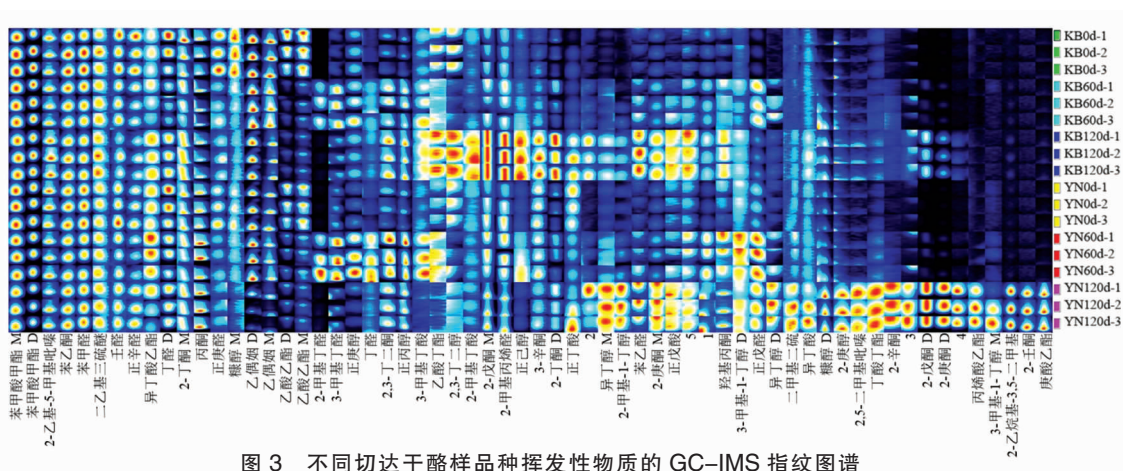 KB0d-1
KB0d-2
KB0d-3
KB60d-1
KB60d-2
KB60d-3
KB120d-1
KB120d-2
KB120d-3
YN0d-1
YN0d-2
YN0d-3
YN60d-1
YN60d-2
YN60d-3
YN120d-1
YN120d-2
YN120d-3
苯甲酸甲酯 M
苯甲酸甲酯 D
2-乙基-5-甲基吡嗪
苯乙酮
苯甲醛
二乙基三硫醚
壬醛
正辛醛
异丁酸乙酯
丁醛 D
2-丁酮 M
丙酮
正庚醛
糠醇 M
乙偶姻 D
乙偶姻 M
乙酸乙酯 D
乙酸乙酯 M
2-甲基丁醛
3-甲基丁醛
正庚醇
丁醛
2,3-丁二酮
正丙醇
3-甲基丁酸
乙酸丁酯
2,3-丁二醇
2-甲基丁酸
2-戊酮 M
2-甲基丙烯醛
正己醇
3-辛酮
2-丁酮 D
正丁酸
2
异丁醇 M
2-甲基-1-丁醇
苯乙醛
2-庚酮 M
正戊酸
5
1
羟基丙酮
3-甲基-1-丁醇 D
正戊醛
异丁醇 D
二甲基二硫
异丁酸
糠醇 D
2-庚醇
2,5-二甲基吡嗪
丁酸丁酯
2-辛酮
3
2-戊酮 D
2-庚酮 D
4
丙烯酸乙酯
3-甲基-1-丁醇 M
2-乙烷基-3,5-二甲基
2-壬酮
庚酸乙酯
图 3 不同切达干酪样品种挥发性物质的 GC-IMS 指纹图谱